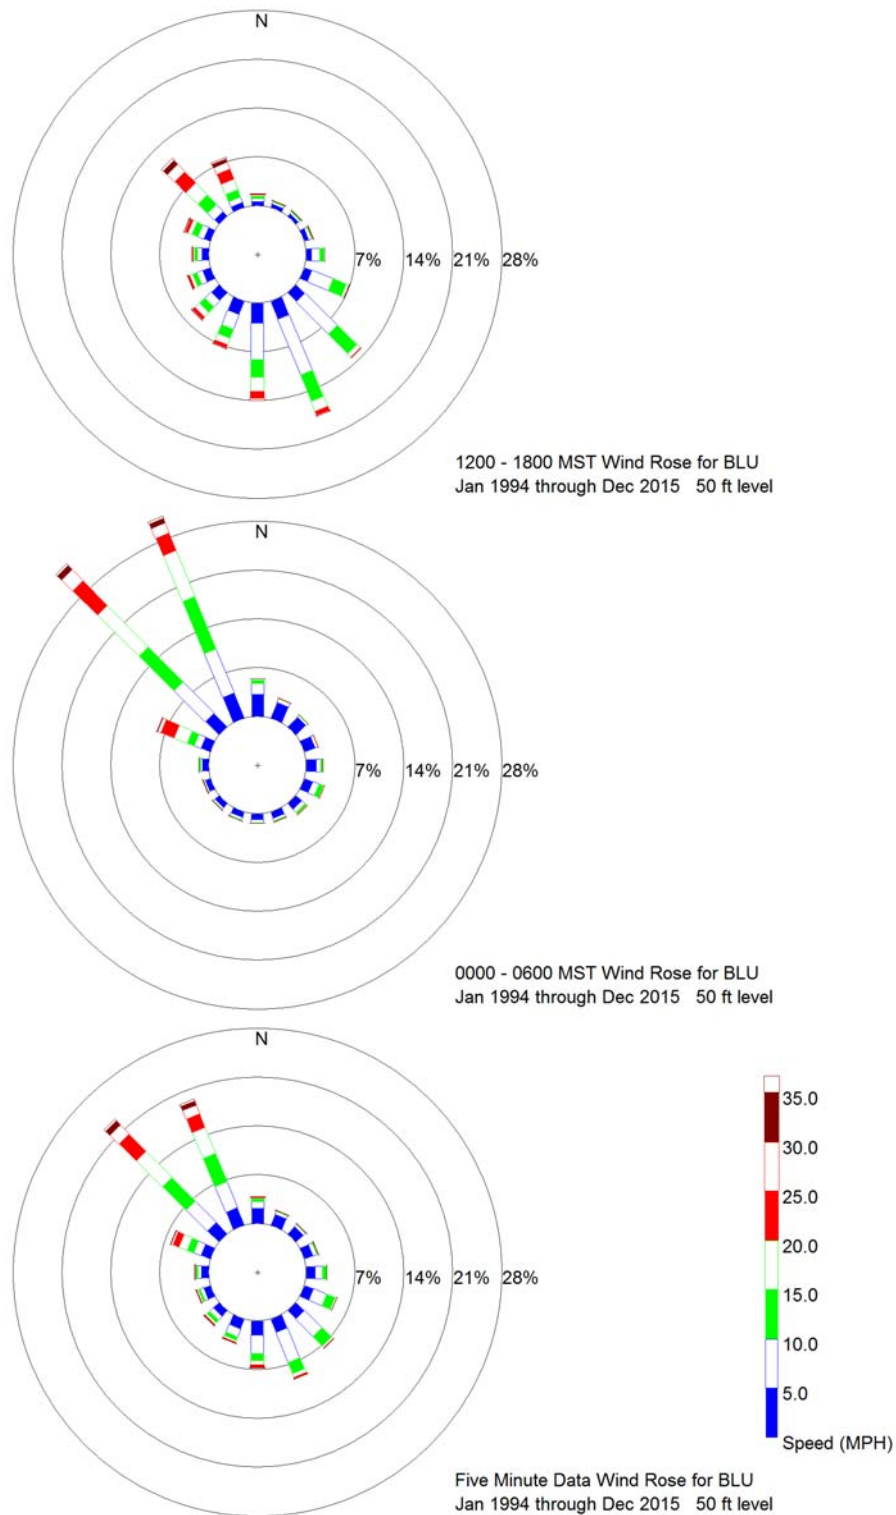 N
7% 14% 21% 28%
1200 - 1800 MST Wind Rose for BLU
Jan 1994 through Dec 2015 50 ft level
N
7% 14% 21% 28%
0000 - 0600 MST Wind Rose for BLU
Jan 1994 through Dec 2015 50 ft level
N
7% 14% 21% 28%
35.0
30.0
25.0
20.0
15.0
10.0
5.0
Speed (MPH)
Five Minute Data Wind Rose for BLU
Jan 1994 through Dec 2015 50 ft level